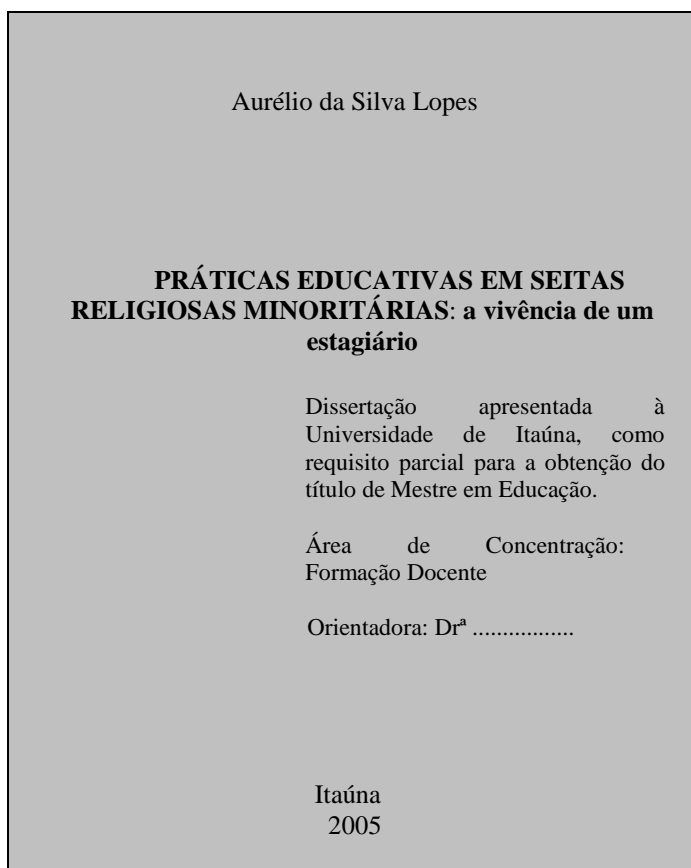 Aurélio da Silva Lopes
PRÁTICAS EDUCATIVAS EM SEITAS
RELIGIOSAS MINORITÁRIAS: a vivência de um
estagiário
Dissertação apresentada à
Universidade de Itaúna, como
requisito parcial para a obtenção do
título de Mestre em Educação.
Área de Concentração:
Formação Docente
Orientadora: Drª .................
Itaúna
2005